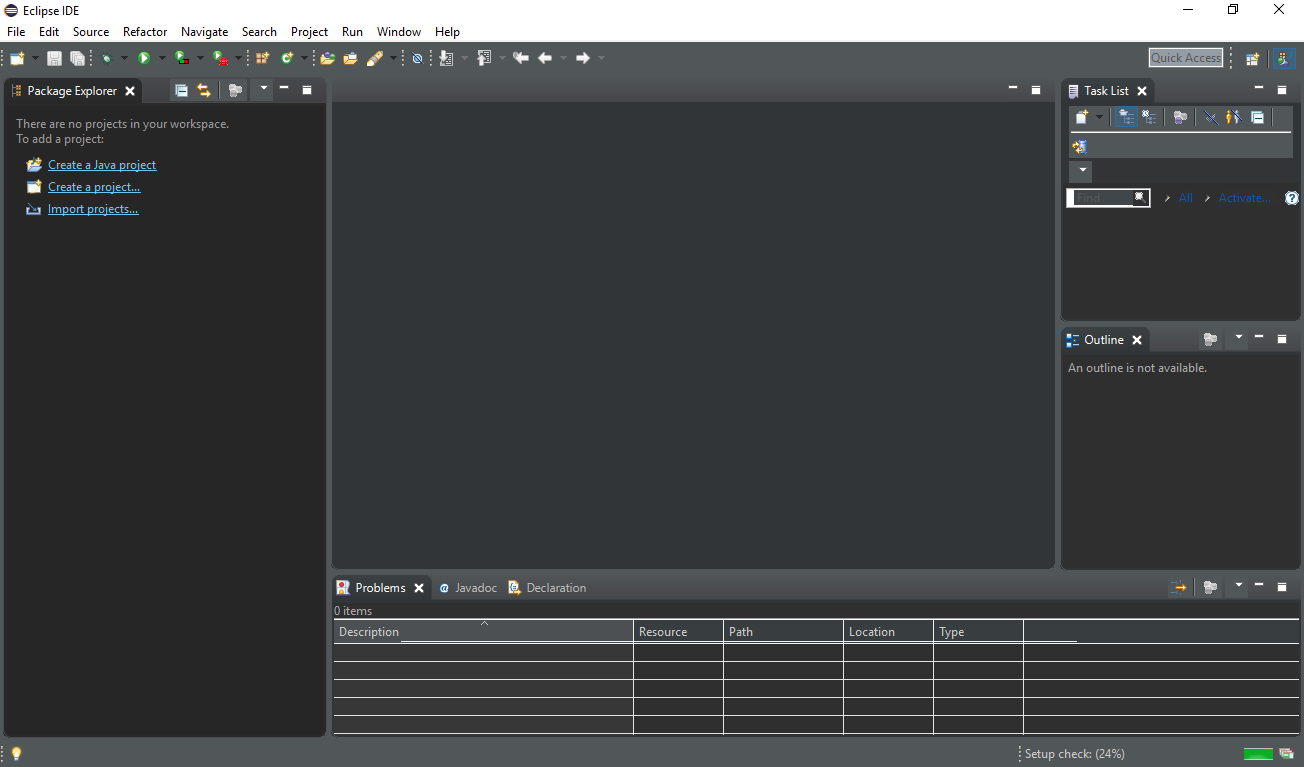 Eclipse IDE
File Edit Source Refactor Navigate Search Project Run Window Help
Quick Access
Package Explorer
There are no projects in your workspace.
To add a project:
Create a Java project
Create a project...
Import projects...
Task List
Find
All
Activate...
Outline
An outline is not available.
Problems Javadoc Declaration
0 items
Description Resource Path Location Type
Setup check: (24%)